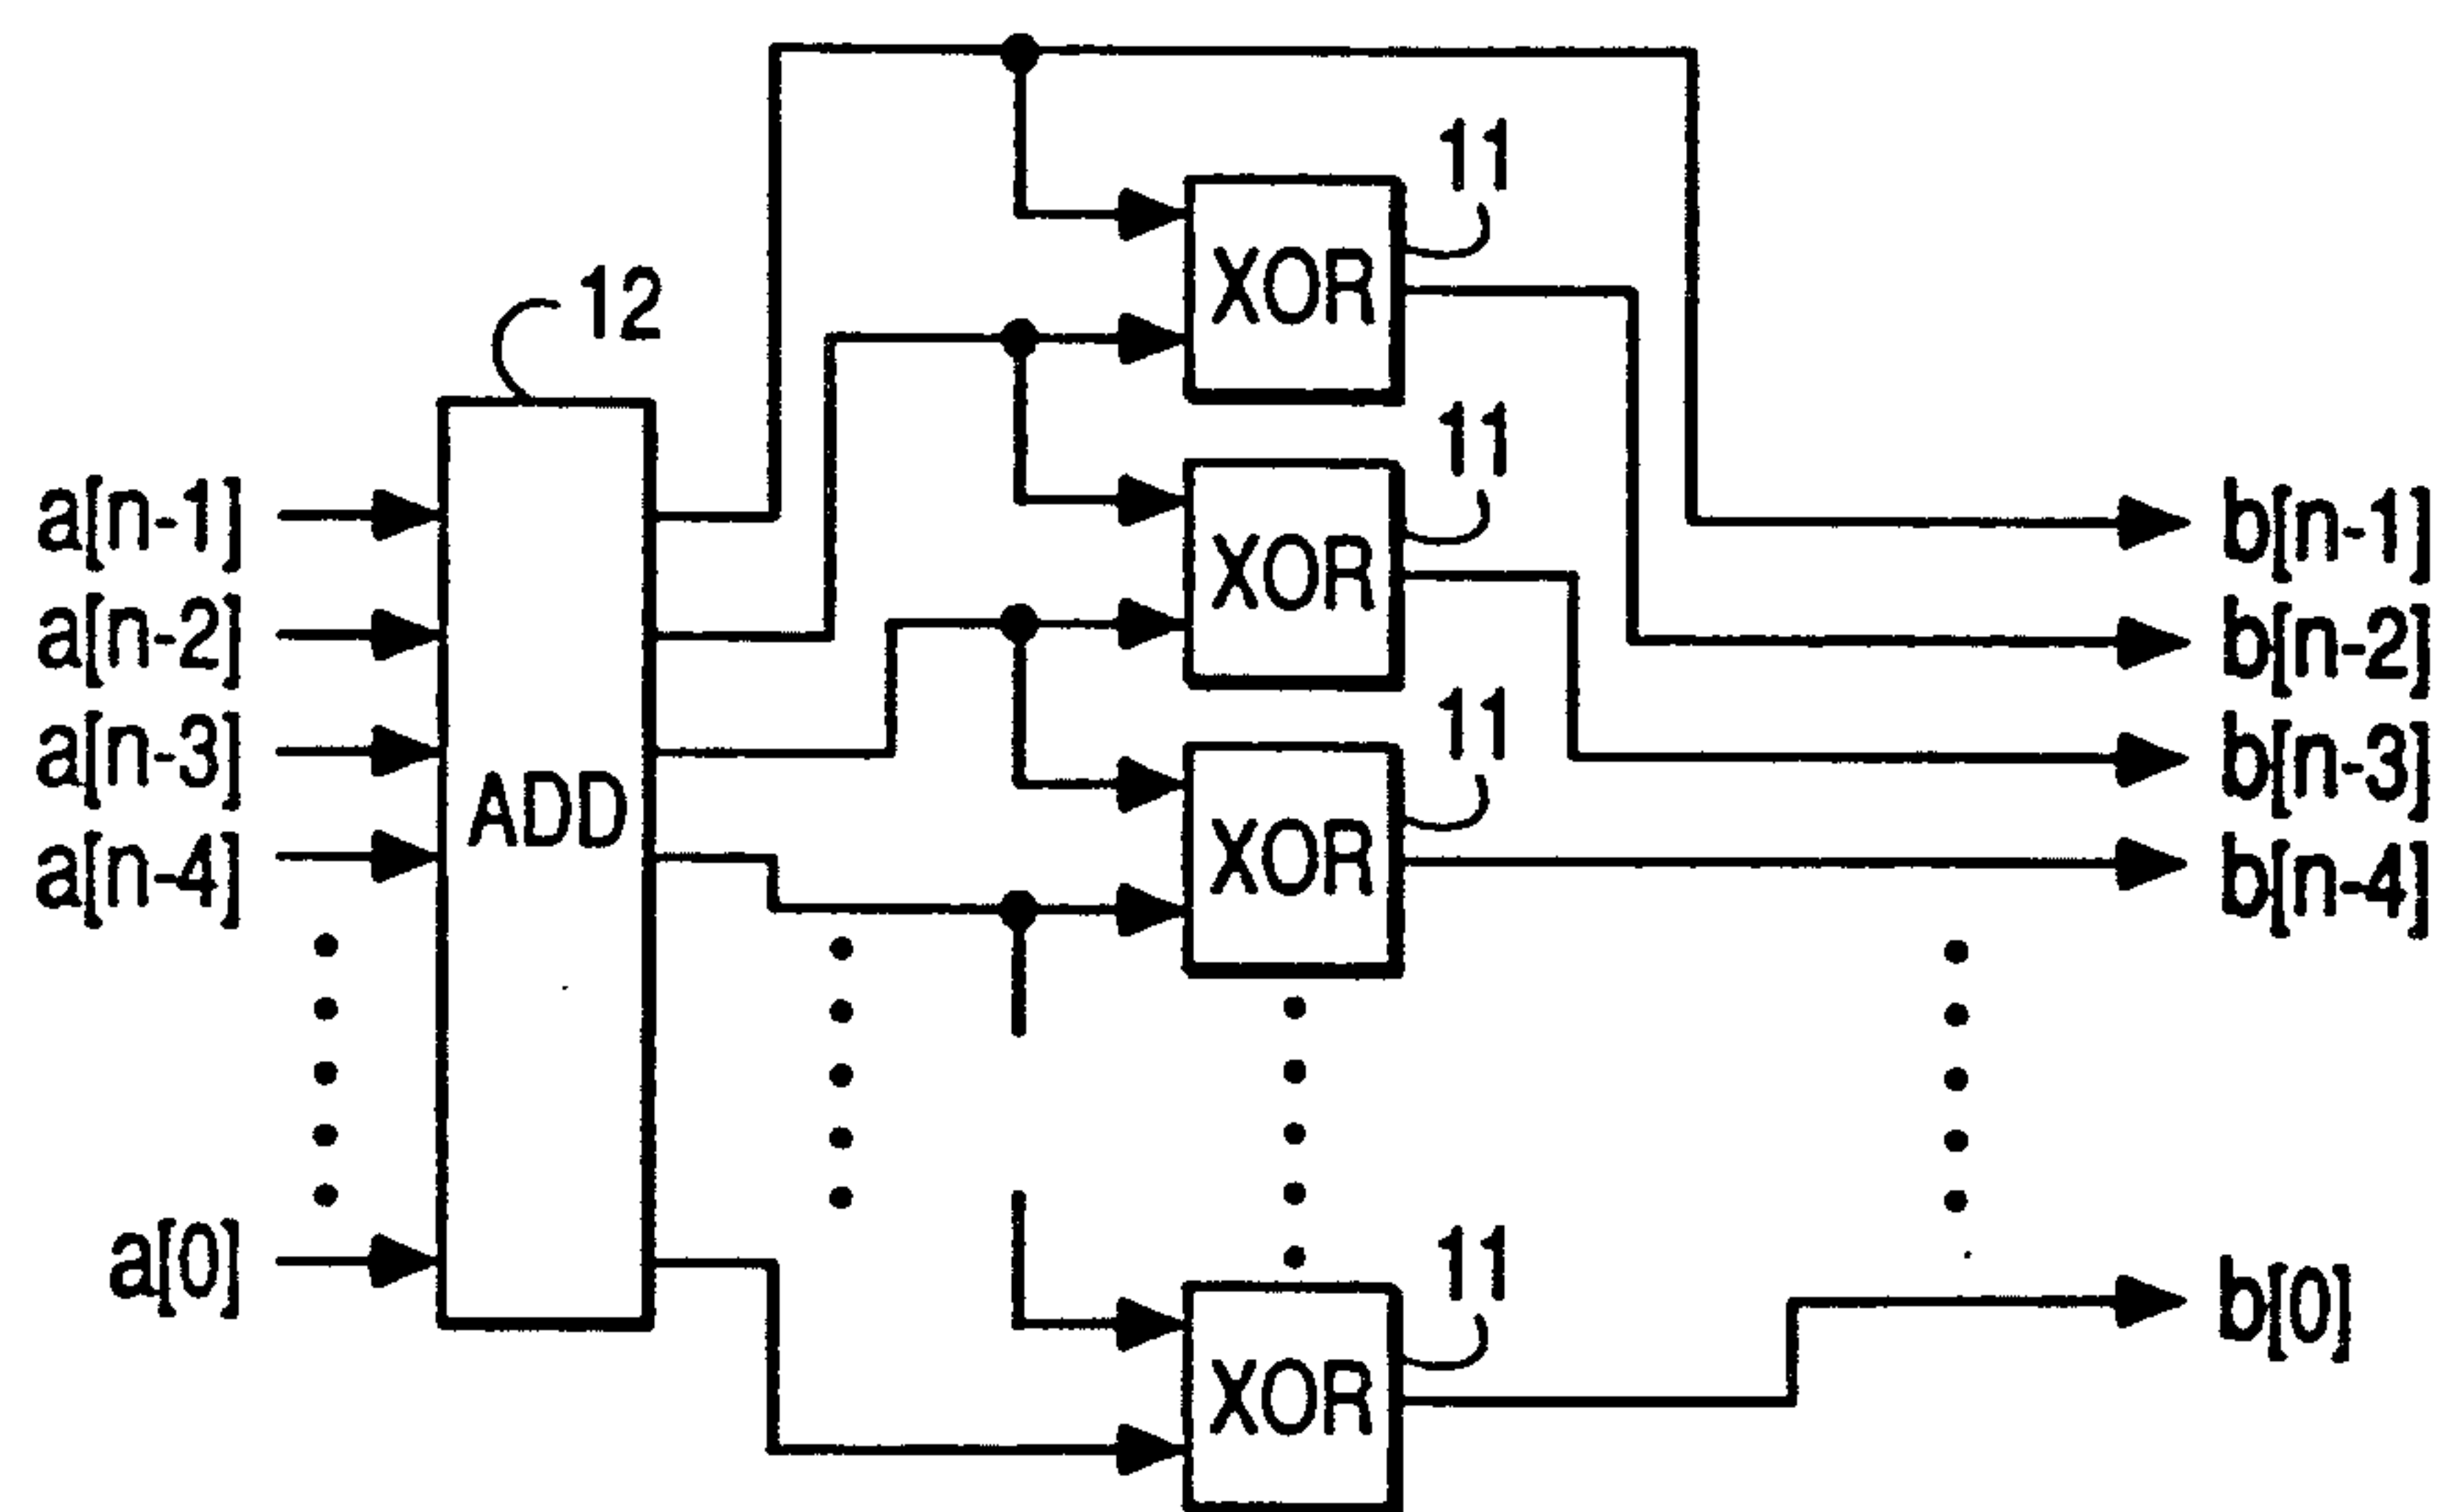 11
12
XOR
11
a[n-1]
XOR
b[n-1]
a[n-2]
b[n-2]
11
a[n-3]
b[n-3]
ADD
a[n-4]
XOR
b[n-4]
11
a[0]
b[0]
XOR